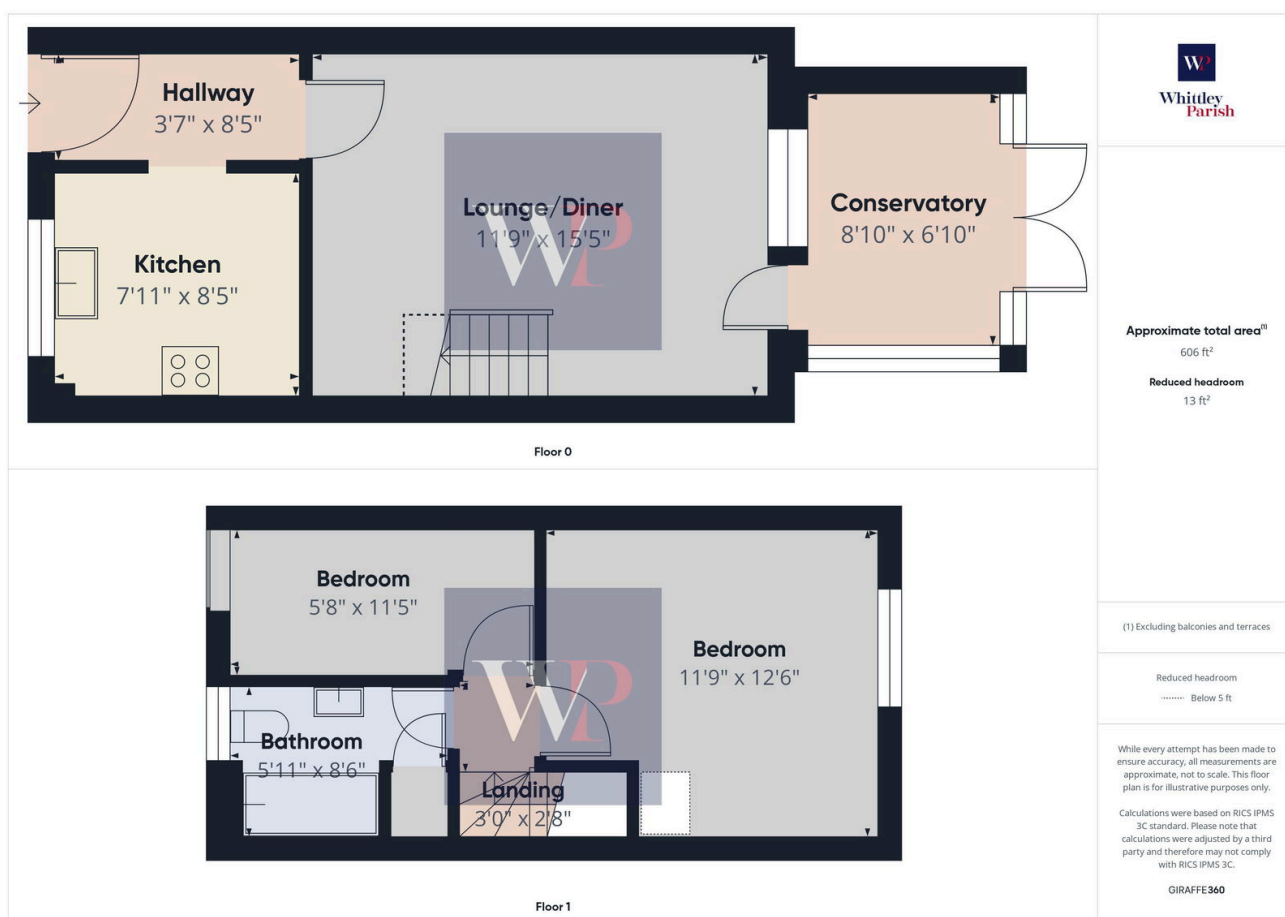 Hallway
3'7" x 8'5"
Kitchen
7'11" x 8'5"
Lounge/Diner
11'9" x 15'5"
WP
Conservatory
8'10" x 6'10"
Floor 0
Bedroom
5'8" x 11'5"
Bedroom
11'9" x 12'6"
WP
Bathroom
5'11" x 8'6"
Landing
3'0" x 2'8"
Floor 1
WP
Whittley
Parish
Approximate total area(1)
606 ft²
Reduced headroom
13 ft²
(1) Excluding balconies and terraces
Reduced headroom
Below 5 ft
While every attempt has been made to
ensure accuracy, all measurements are
approximate, not to scale. This floor
plan is for illustrative purposes only.
Calculations were based on RICS IPMS
3C standard. Please note that
calculations were adjusted by a third
party and therefore may not comply
with RICS IPMS 3C.
GIRAFFE360